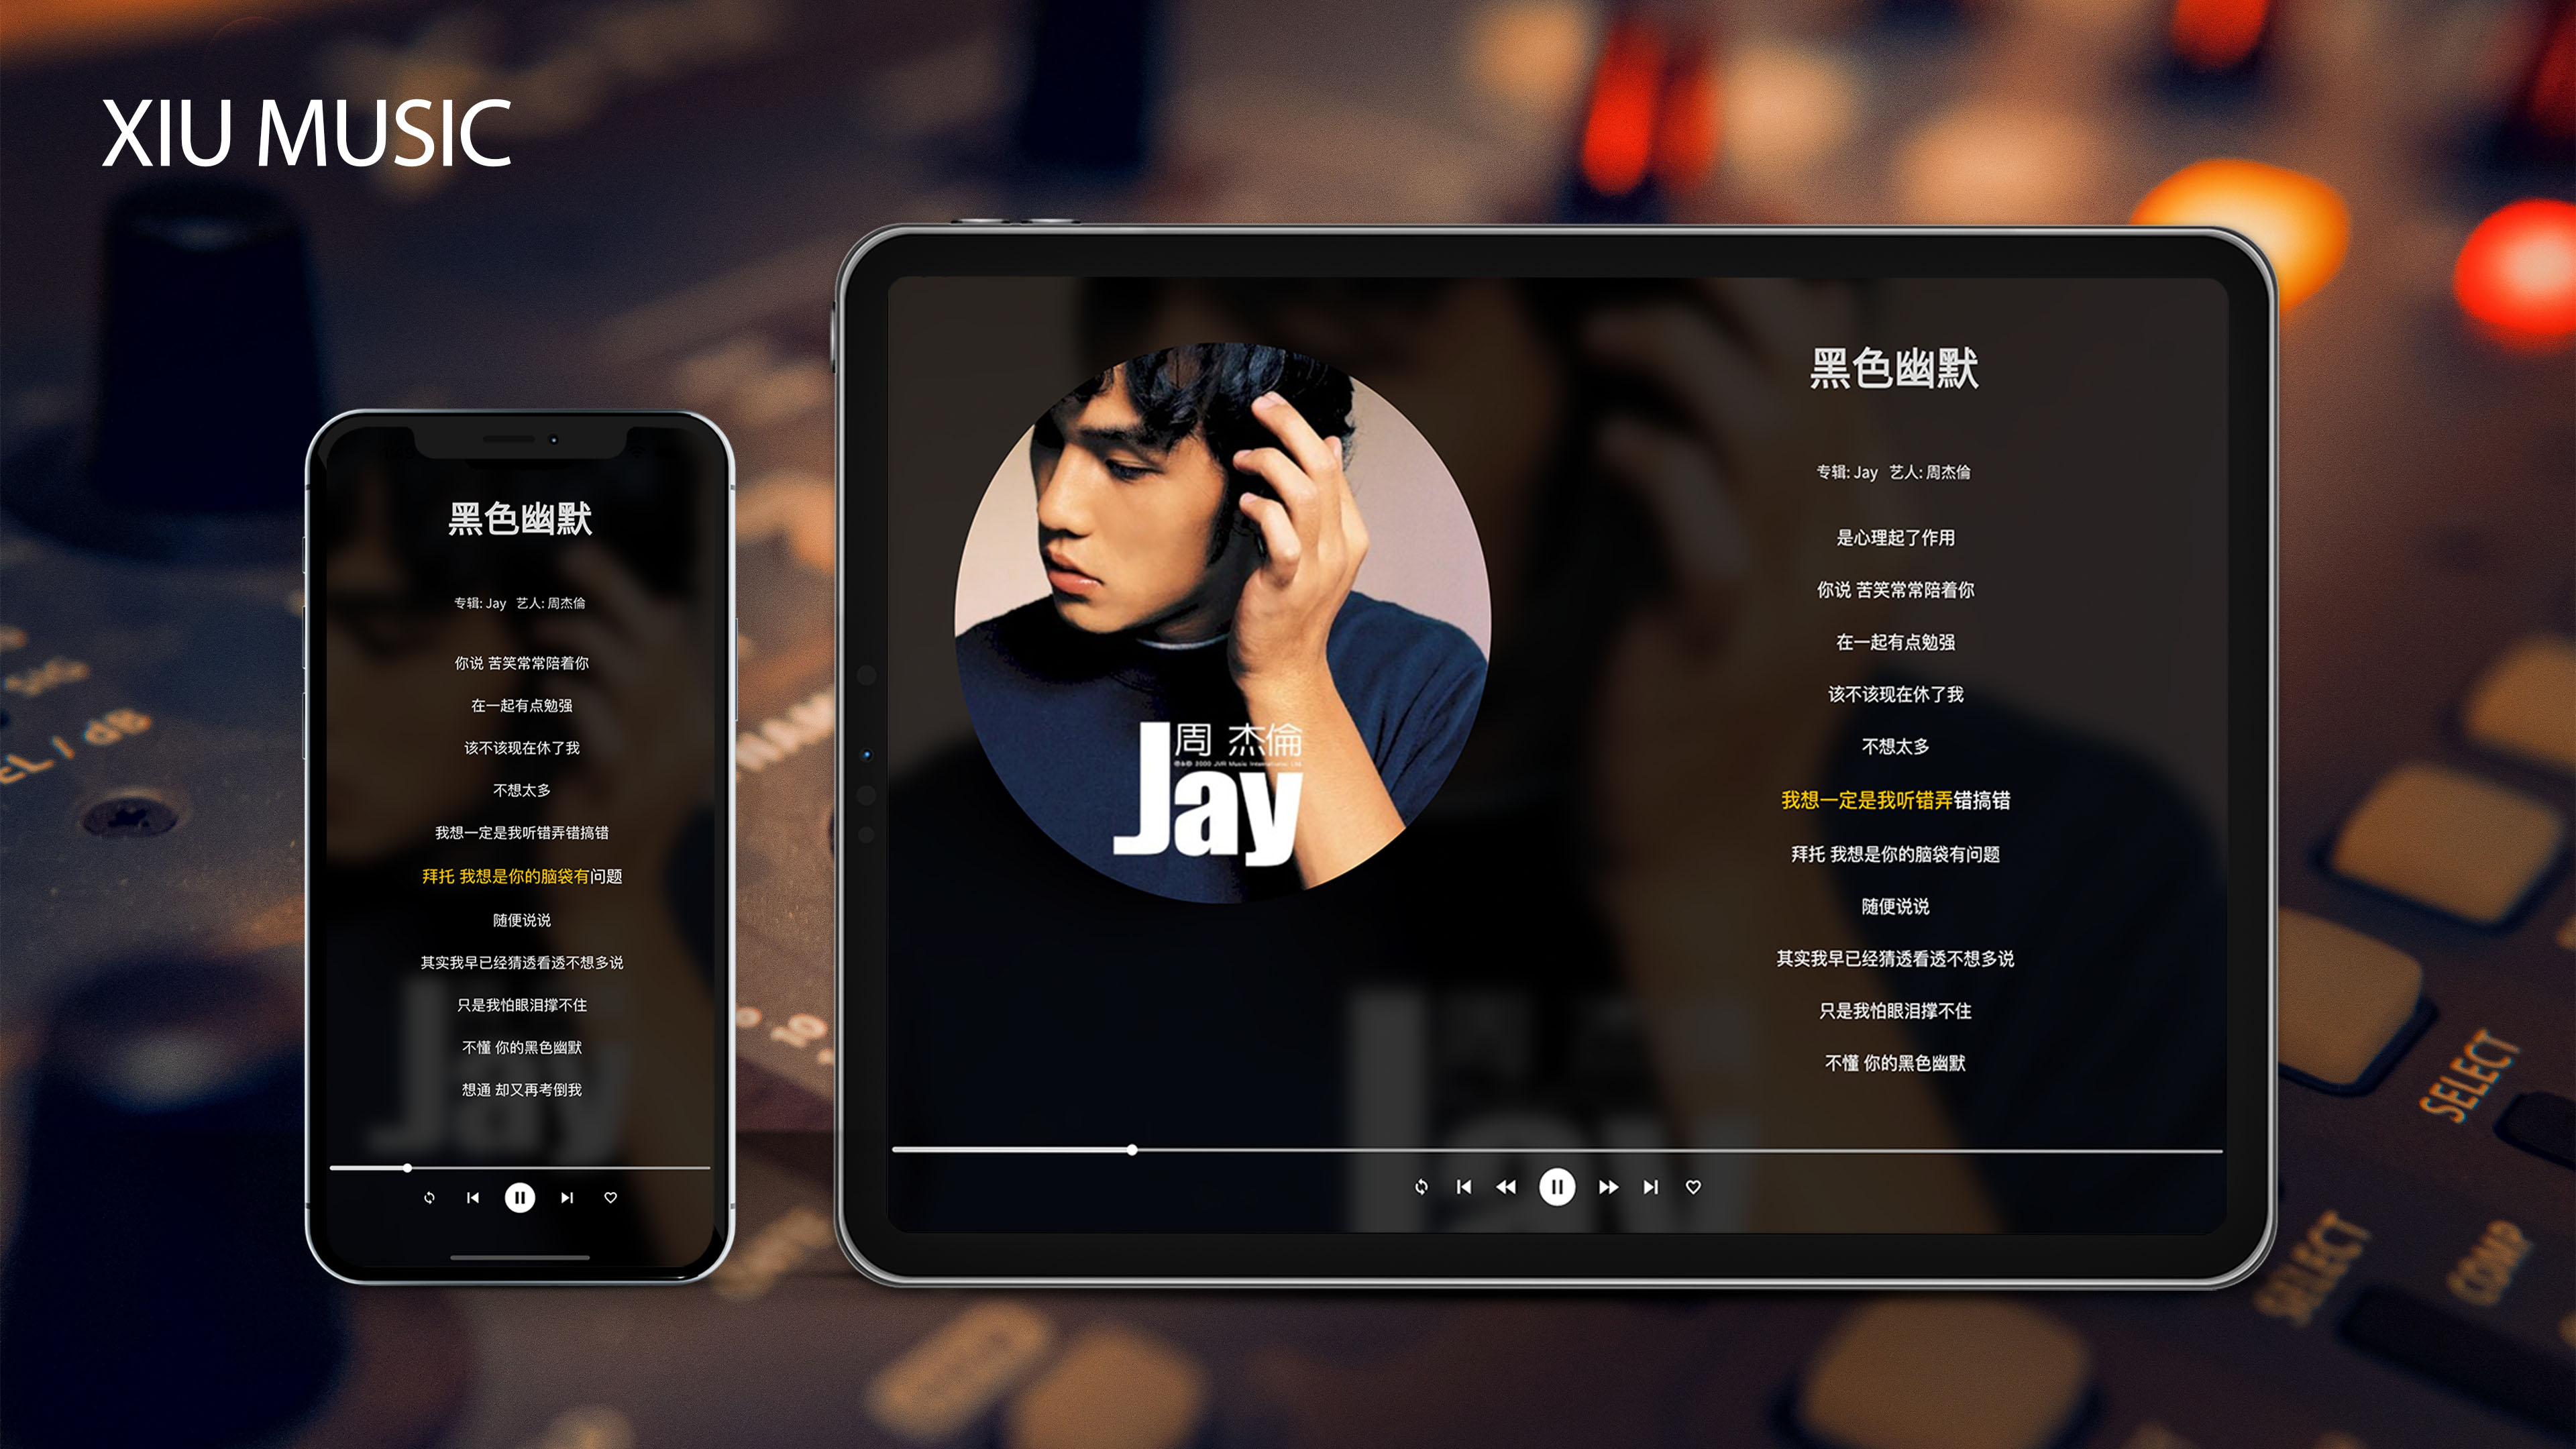 XIU MUSIC
黑色幽默
专辑: Jay 艺人: 周杰倫
你说 苦笑常常陪着你
在一起有点勉强
该不该现在休了我
不想太多
我想一定是我听错弄错搞错
拜托 我想是你的脑袋有问题
随便说说
其实我早已经猜透看透不想多说
只是我怕眼泪撑不住
不懂 你的黑色幽默
想通 却又再考倒我
周 杰倫
℗&© 2000 JVR Music International Ltd.
Jay
黑色幽默
专辑: Jay 艺人: 周杰倫
是心理起了作用
你说 苦笑常常陪着你
在一起有点勉强
该不该现在休了我
不想太多
我想一定是我听错弄错搞错
拜托 我想是你的脑袋有问题
随便说说
其实我早已经猜透看透不想多说
只是我怕眼泪撑不住
不懂 你的黑色幽默
EL / dB
10
SELECT
SELECT
COMP